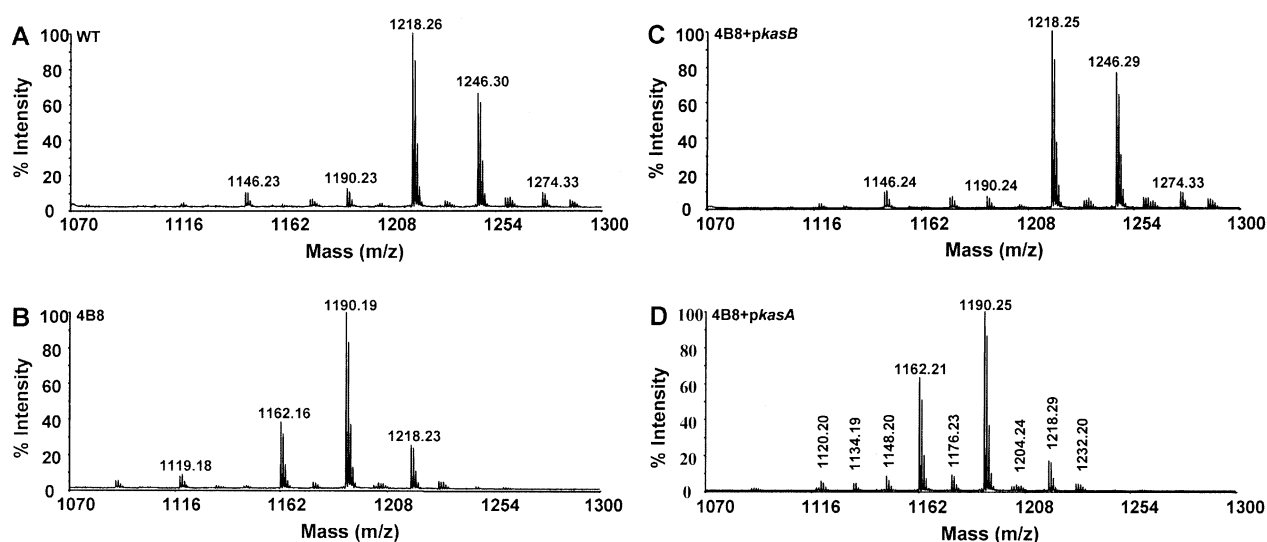 A WT
% Intensity
100
80
60
40
20
0
1218.26
1246.30
1146.23
1190.23
1274.33
1070 1116 1162 1208 1254 1300
Mass (m/z)
B 4B8
% Intensity
100
80
60
40
20
0
1190.19
1162.16
1218.23
1119.18
1070 1116 1162 1208 1254 1300
Mass (m/z)
C 4B8+pkasB
% Intensity
100
80
60
40
20
0
1218.25
1246.29
1146.24
1190.24
1274.33
1070 1116 1162 1208 1254 1300
Mass (m/z)
D 4B8+pkasA
% Intensity
100
80
60
40
20
0
1190.25
1162.21
1120.20
1134.19
1148.20
1176.23
1204.24
1218.29
1232.20
1070 1116 1162 1208 1254 1300
Mass (m/z)